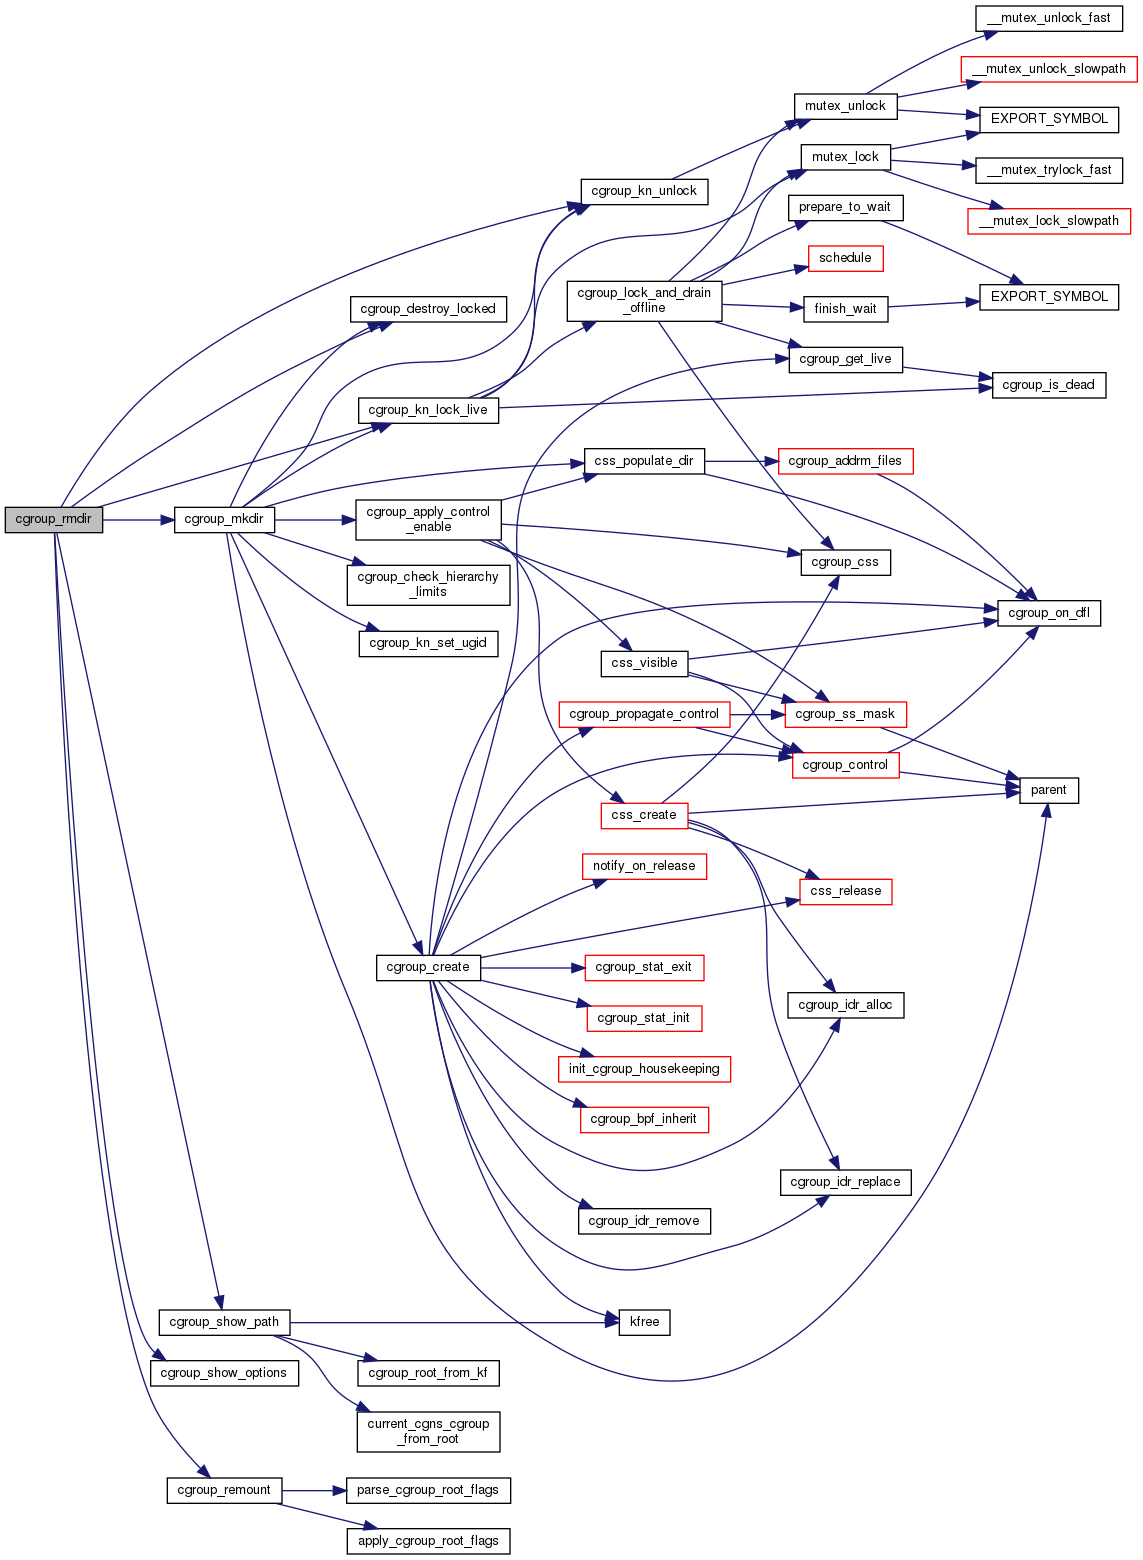 __mutex_unlock_fast
__mutex_unlock_slowpath
mutex_unlock
EXPORT_SYMBOL
mutex_lock
__mutex_trylock_fast
cgroup_kn_unlock
prepare_to_wait
__mutex_lock_slowpath
schedule
cgroup_lock_and_drain
_offline
EXPORT_SYMBOL
cgroup_destroy_locked
finish_wait
cgroup_get_live
cgroup_is_dead
cgroup_kn_lock_live
css_populate_dir
cgroup_addrm_files
cgroup_rmdir
cgroup_mkdir
cgroup_apply_control
_enable
cgroup_css
cgroup_check_hierarchy
_limits
cgroup_on_dfl
cgroup_kn_set_ugid
css_visible
cgroup_propagate_control
cgroup_ss_mask
cgroup_control
parent
css_create
notify_on_release
css_release
cgroup_create
cgroup_stat_exit
cgroup_idr_alloc
cgroup_stat_init
init_cgroup_housekeeping
cgroup_bpf_inherit
cgroup_idr_replace
cgroup_idr_remove
cgroup_show_path
kfree
cgroup_show_options
cgroup_root_from_kf
current_cgns_cgroup
_from_root
cgroup_remount
parse_cgroup_root_flags
apply_cgroup_root_flags